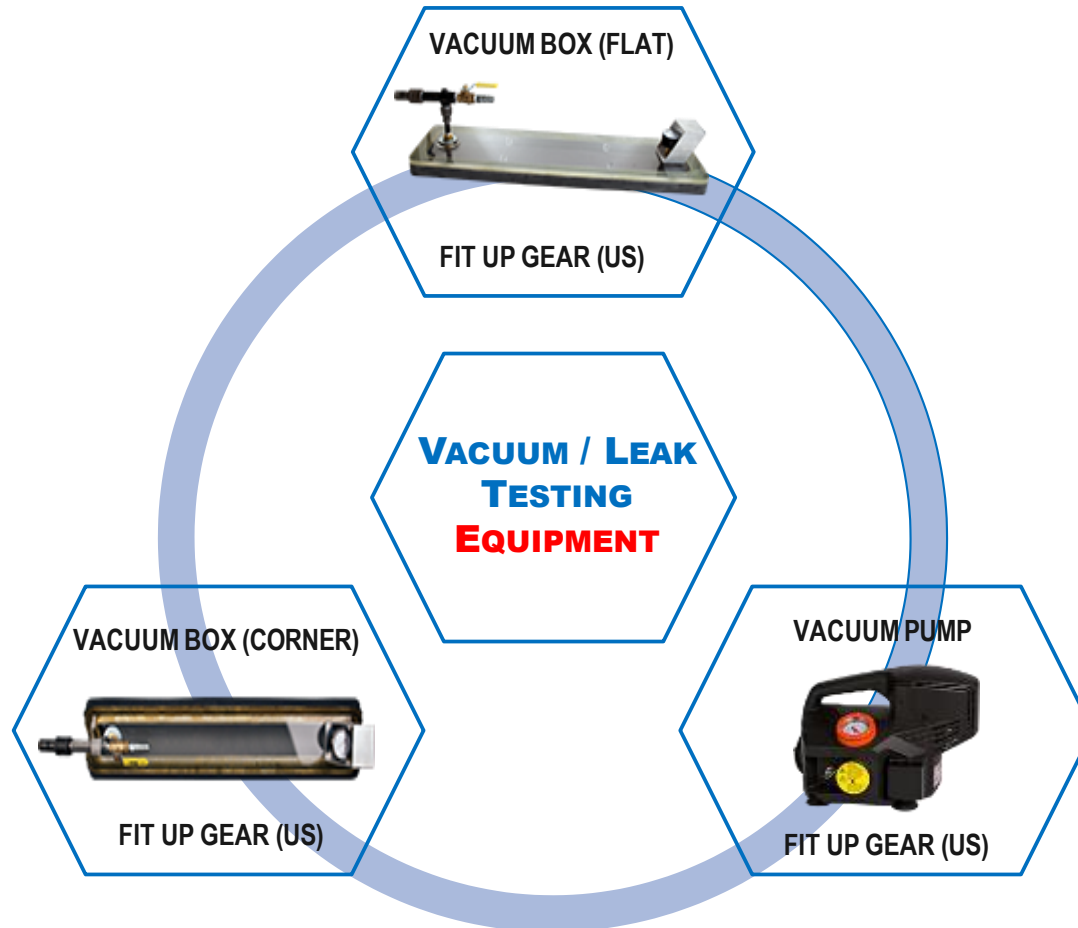 VACUUM BOX (FLAT)
FIT UP GEAR (US)
VACUUM / LEAK
TESTING
EQUIPMENT
VACUUM BOX (CORNER)
FIT UP GEAR (US)
VACUUM PUMP
FIT UP GEAR (US)